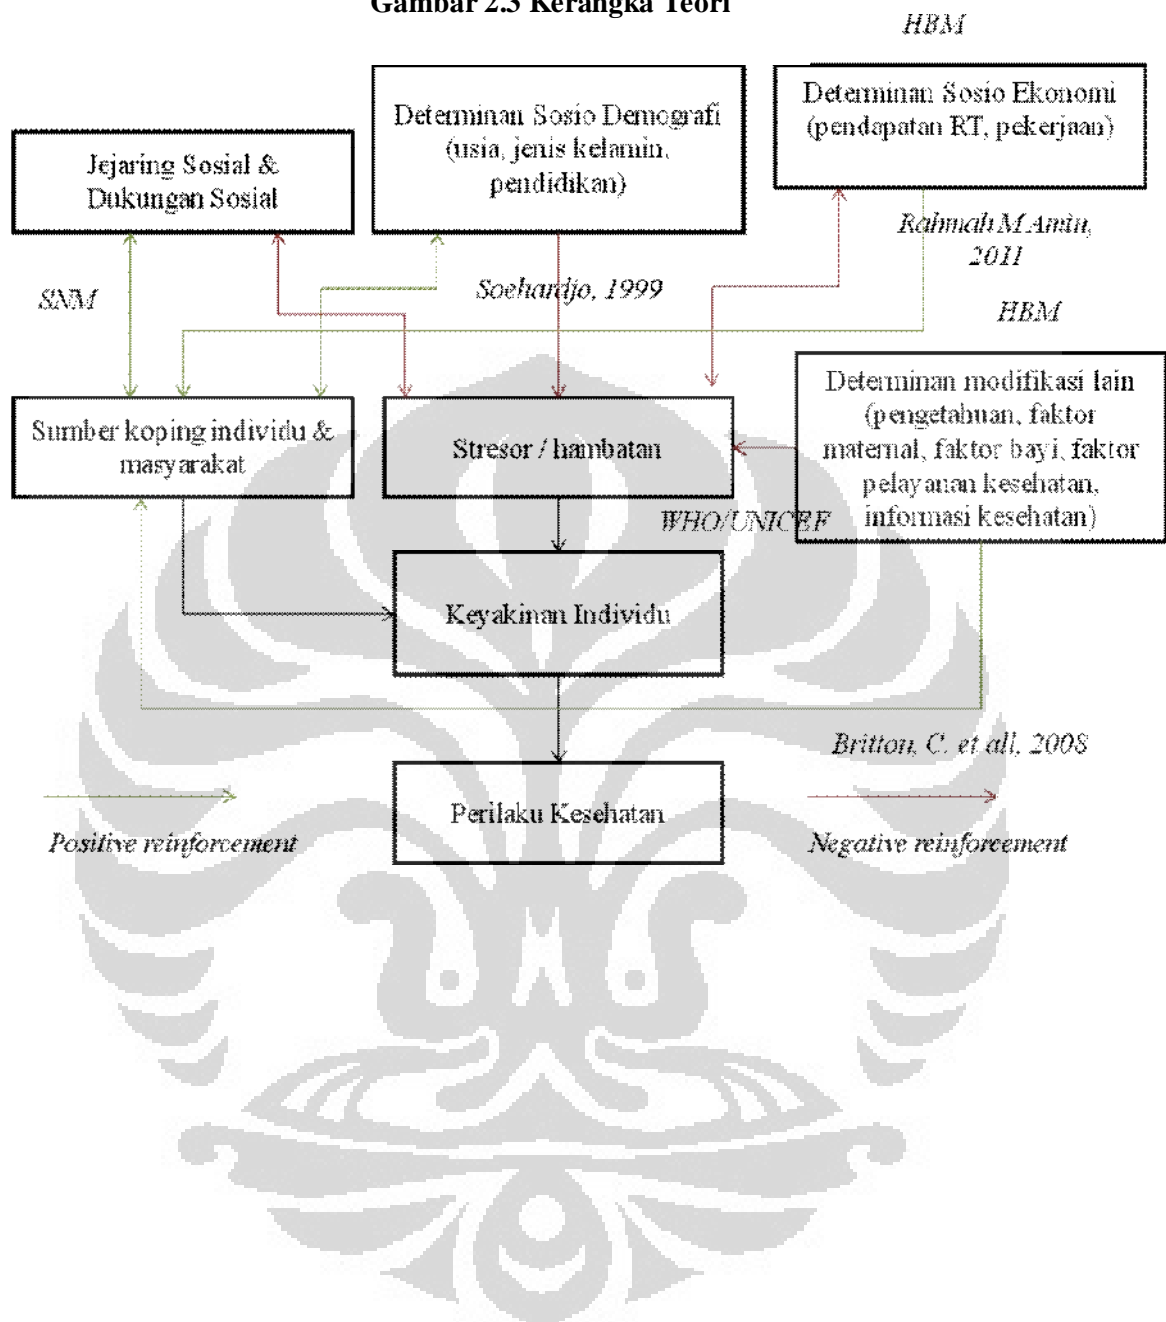 Gambar 2.3 Kerangka Teori
HBM
Determinan Sosio Demografi
(usia, jenis kelamin,
pendidikan)
Determinan Sosio Ekonomi
(pendapatan RT, pekerjaan)
Jejaring Sosial &
Dukungan Sosial
Rahmah M Amin,
2011
SNM
Soehardjo, 1999
HBM
Sumber koping individu &
masyarakat
Stresor / hambatan
Determinan modifikasi lain
(pengetahuan, faktor
maternal, faktor bayi, faktor
pelayanan kesehatan,
informasi kesehatan)
WHO/UNICEF
Keyakinan Individu
Britton, C. et all, 2008
Perilaku Kesehatan
Positive reinforcement
Negative reinforcement